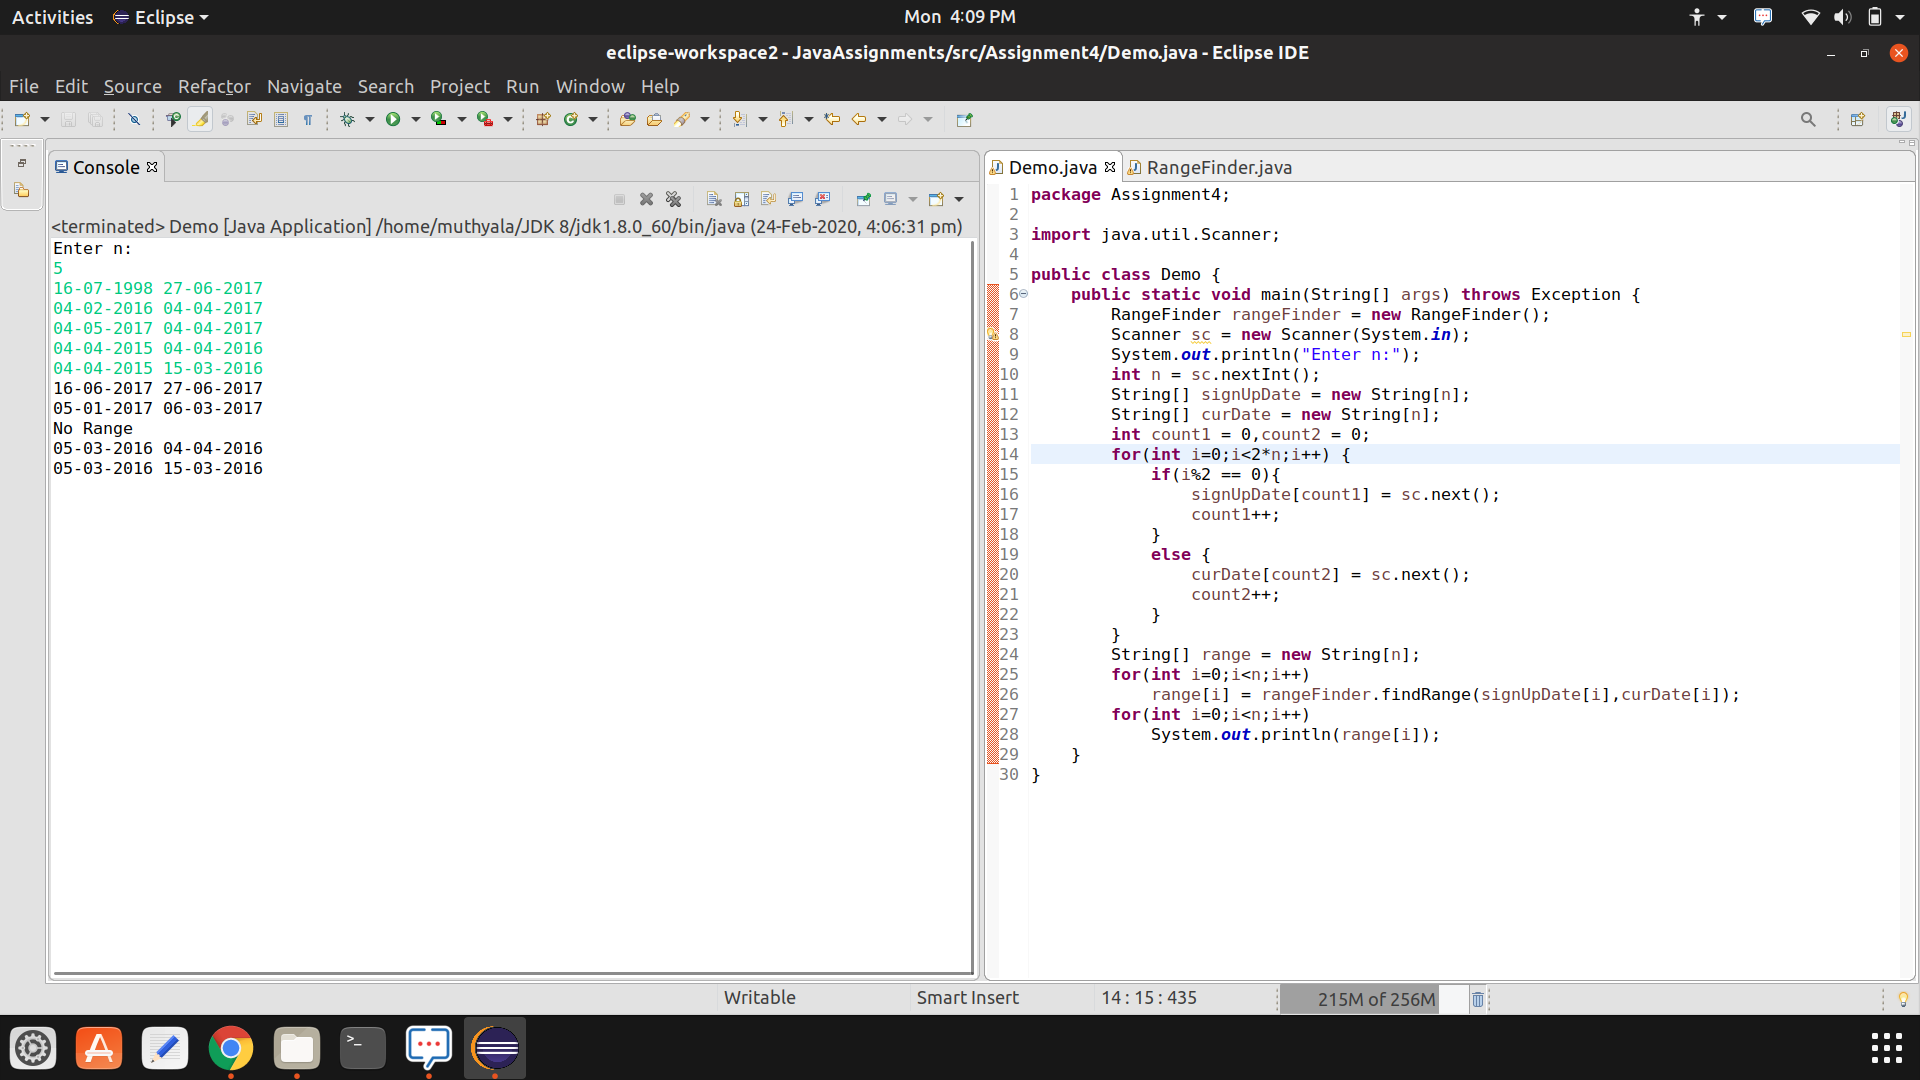 Activities Eclipse Mon 4:09 PM
eclipse-workspace2 - JavaAssignments/src/Assignment4/Demo.java - Eclipse IDE
File Edit Source Refactor Navigate Search Project Run Window Help
Console
<terminated> Demo [Java Application] /home/muthyala/JDK 8/jdk1.8.0_60/bin/java (24-Feb-2020, 4:06:31 pm)
Enter n:
5
16-07-1998 27-06-2017
04-02-2016 04-04-2017
04-05-2017 04-04-2017
04-04-2015 04-04-2016
04-04-2015 15-03-2016
16-06-2017 27-06-2017
05-01-2017 06-03-2017
No Range
05-03-2016 04-04-2016
05-03-2016 15-03-2016
Demo.java RangeFinder.java
1 package Assignment4;
2
3 import java.util.Scanner;
4
5 public class Demo {
6 public static void main(String[] args) throws Exception {
7 RangeFinder rangeFinder = new RangeFinder();
8 Scanner sc = new Scanner(System.in);
9 System.out.println("Enter n:");
10 int n = sc.nextInt();
11 String[] signUpDate = new String[n];
12 String[] curDate = new String[n];
13 int count1 = 0,count2 = 0;
14 for(int i=0;i<2*n;i++) {
15 if(i%2 == 0){
16 signUpDate[count1] = sc.next();
17 count1++;
18 }
19 else {
20 curDate[count2] = sc.next();
21 count2++;
22 }
23 }
24 String[] range = new String[n];
25 for(int i=0;i<n;i++)
26 range[i] = rangeFinder.findRange(signUpDate[i],curDate[i]);
27 for(int i=0;i<n;i++)
28 System.out.println(range[i]);
29 }
30 }
Writable Smart Insert 14 : 15 : 435 215M of 256M